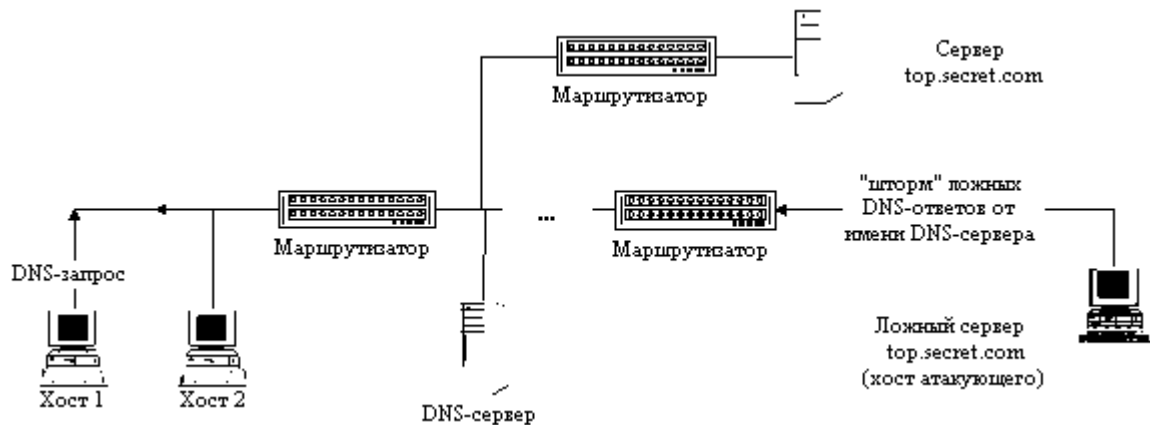 Сервер
top.secret.com
Маршрутизатор
"шторм" ложных
DNS-ответов от
имени DNS-сервера
Маршрутизатор
Маршрутизатор
...
DNS-запрос
Ложный сервер
top.secret.com
(хост атакующего)
Хост 1
Хост 2
DNS-сервер